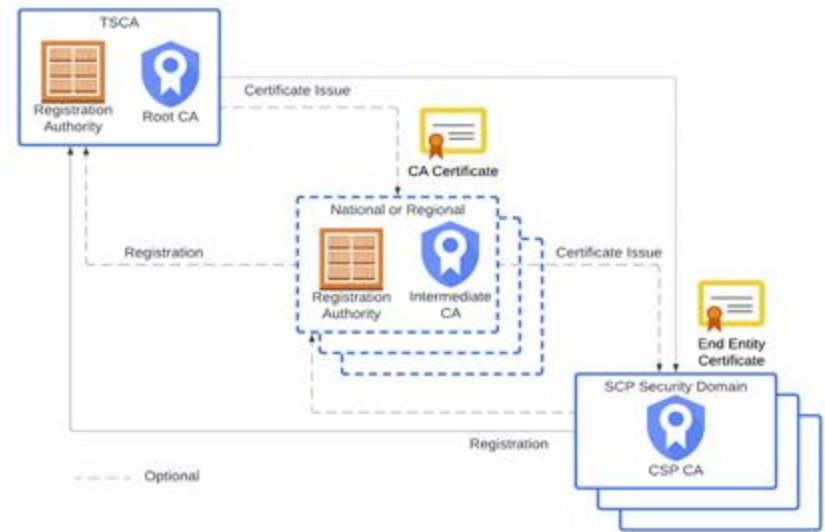 TSCA
Registration
Authority
Root CA
Certificate Issue
CA Certificate
National or Regional
Registration
Certificate Issue
Registration
Authority
Intermediate
CA
End Entity
Certificate
SCP Security Domain
CSP CA
Registration
Optional